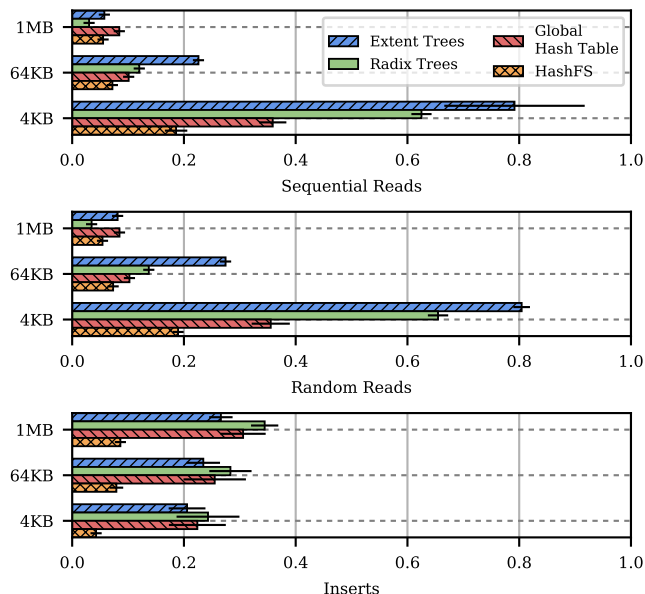 1MB
64KB
4KB
Extent Trees
Radix Trees
Global
Hash Table
HashFS
0.0 0.2 0.4 0.6 0.8 1.0
Sequential Reads
1MB
64KB
4KB
0.0 0.2 0.4 0.6 0.8 1.0
Random Reads
1MB
64KB
4KB
0.0 0.2 0.4 0.6 0.8 1.0
Inserts